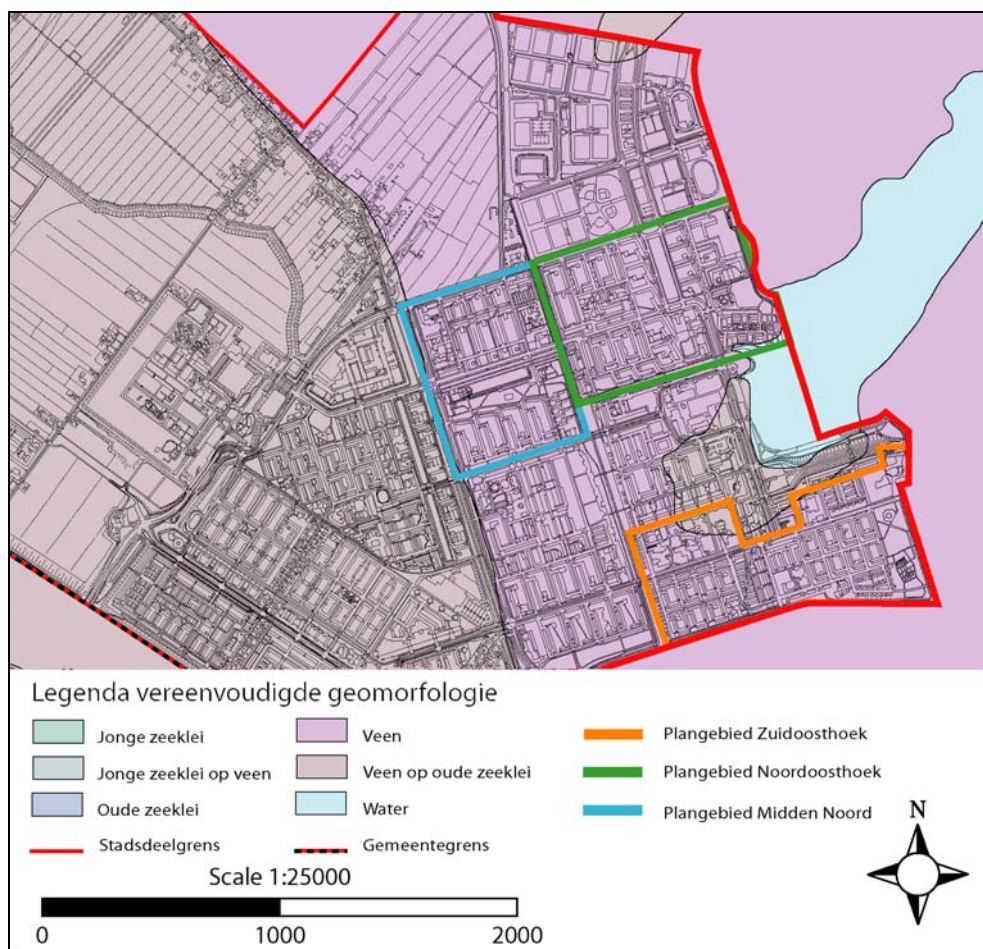 Legenda vereenvoudigde geomorfologie
Jonge zeeklei
Jonge zeeklei op veen
Oude zeeklei
Stadsdeelgrens
Veen
Veen op oude zeeklei
Water
Gemeentegrens
Plangebied Zuidoosthoek
Plangebied Noordoosthoek
Plangebied Midden Noord
Scale 1:25000
0 1000 2000
N